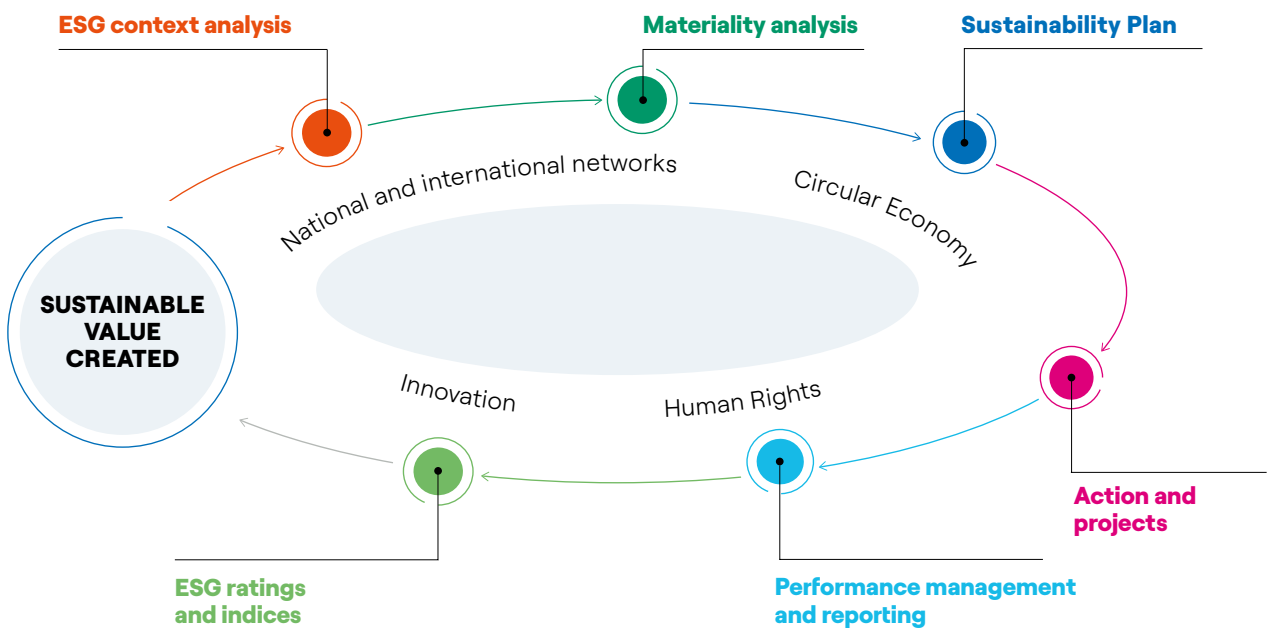 ESG context analysis
Materiality analysis
Sustainability Plan
National and international networks
Circular Economy
SUSTAINABLE
VALUE
CREATED
Innovation
Human Rights
Action and
projects
ESG ratings
and indices
Performance management
and reporting